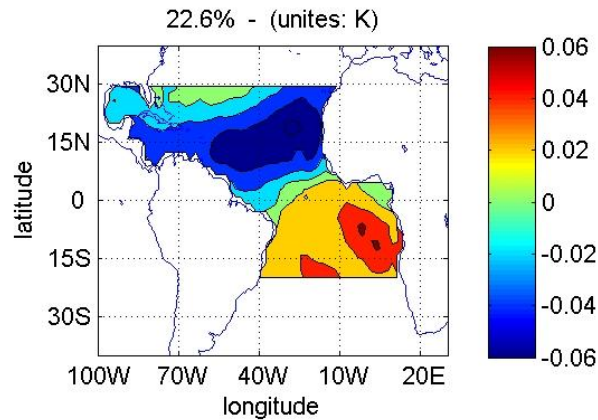 22.6% - (unites: K)
30N
15N
0
15S
30S
latitude
100W 70W 40W 10W 20E
longitude
0.06
0.04
0.02
0
-0.02
-0.04
-0.06